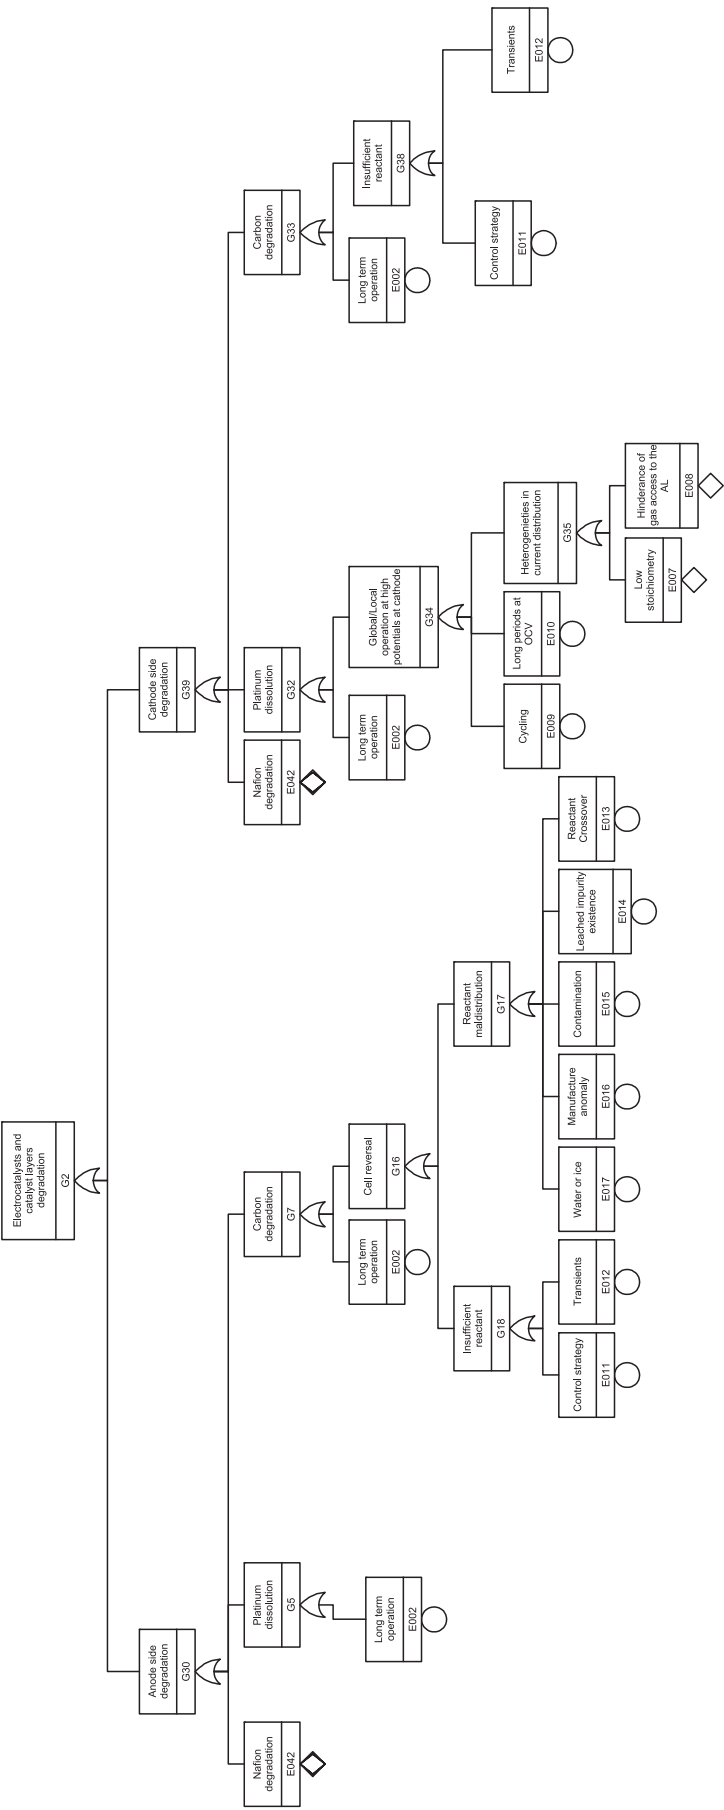 Electrocatalysts and
catalyst layers
degradation
G2
Anode side
degradation
G30
Cathode side
degradation
G39
Nafion
degradation
E042
Platinum
dissolution
G5
Carbon
degradation
G7
Nafion
degradation
E042
Platinum
dissolution
G32
Carbon
degradation
G33
Long term
operation
E002
Long term
operation
E002
Cell reversal
G16
Long term
operation
E002
Global/Local
operation at high
potentials at cathode
G34
Long term
operation
E002
Insufficient
reactant
G38
Insufficient
reactant
G18
Reactant
maldistribution
G17
Cycling
E009
Long periods at
OCV
E010
Heterogenieties in
current distribution
G35
Control strategy
E011
Transients
E012
Control strategy
E011
Transients
E012
Water or ice
E017
Manufacture
anomaly
E016
Contamination
E015
Leached impurity
existence
E014
Reactant
Crossover
E013
Low
stoichiometry
E007
Hinderance of
gas access to the
AL
E008